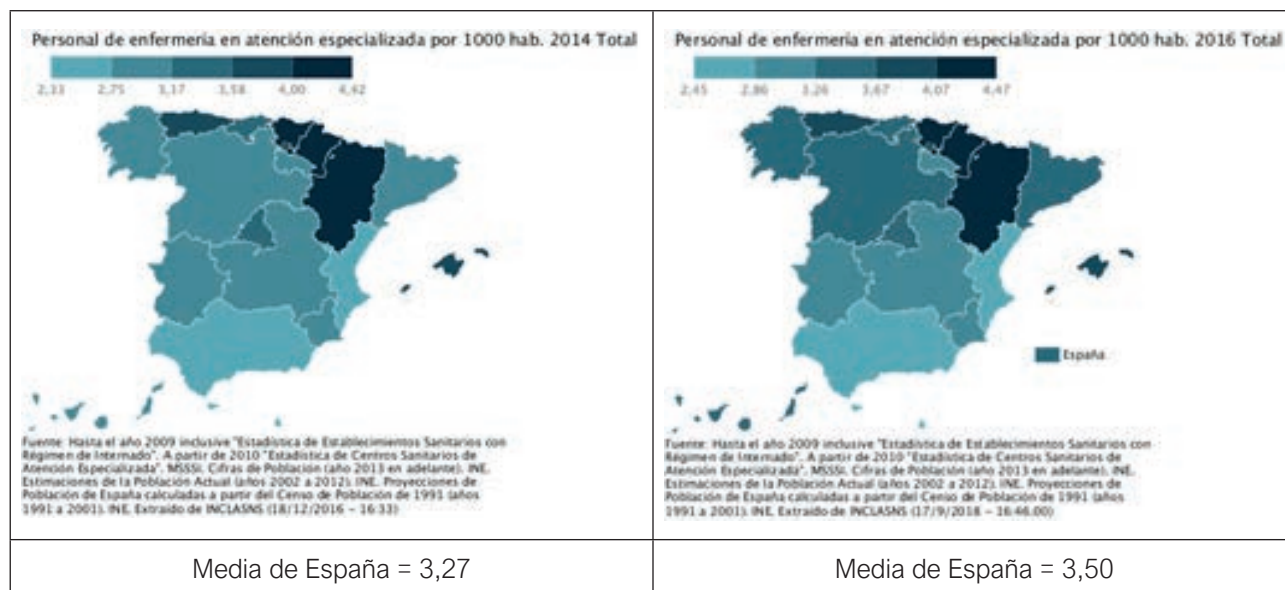 Personal de enfermería en atención especializada por 1000 hab. 2014 Total
2,33 2,75 3,17 3,58 4,00 4,42
Fuente: Hasta el año 2009 inclusive "Estadística de Establecimientos Sanitarios con
Régimen de Internado". A partir de 2010 "Estadística de Centros Sanitarios de
Atención Especializada". MSSSI. Cifras de Población (año 2013 en adelante). INE.
Estimaciones de la Población Actual (años 2002 a 2012). INE. Proyecciones de
Población de España calculadas a partir del Censo de Población de 1991 (años
1991 a 2001). INE. Extraído de INCLASNS (18/12/2016 - 16:33)
Media de España = 3,27
Personal de enfermería en atención especializada por 1000 hab. 2016 Total
2,45 2,86 3,26 3,67 4,07 4,47
España
Fuente: Hasta el año 2009 inclusive "Estadística de Establecimientos Sanitarios con
Régimen de Internado". A partir de 2010 "Estadística de Centros Sanitarios de
Atención Especializada". MSSSI. Cifras de Población (año 2013 en adelante). INE.
Estimaciones de la Población Actual (años 2002 a 2012). INE. Proyecciones de
Población de España calculadas a partir del Censo de Población de 1991 (años
1991 a 2001). INE. Extraído de INCLASNS (17/9/2018 - 16:46.00)
Media de España = 3,50